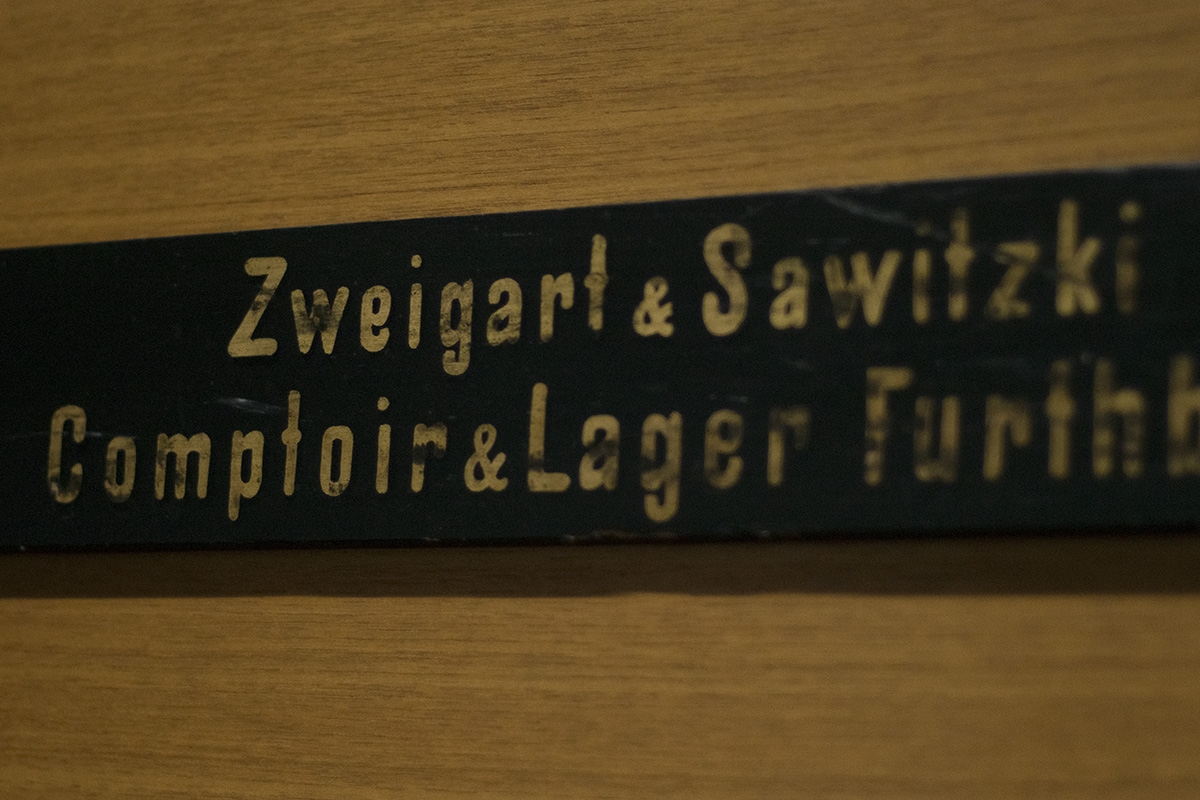 Zweigart & Sawitzki
Comptoir & Lager